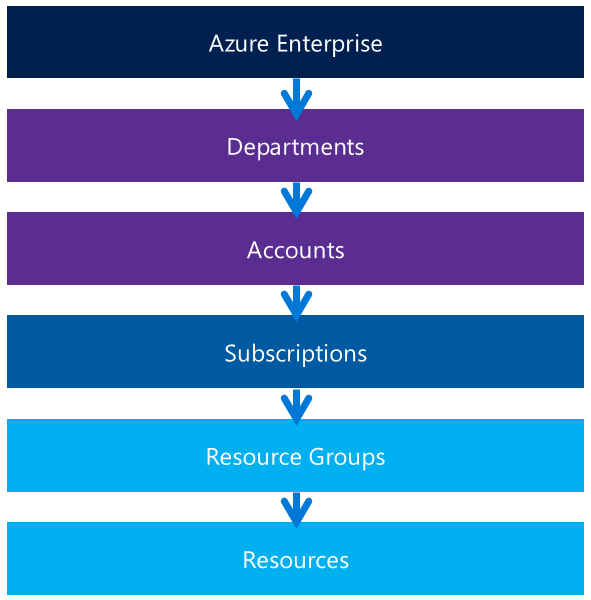 Azure Enterprise
Departments
Accounts
Subscriptions
Resource Groups
Resources